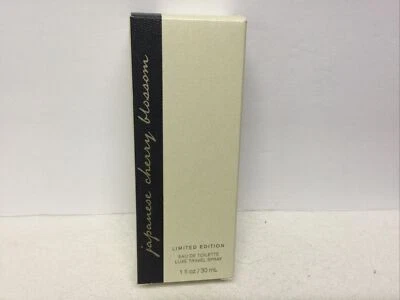 japanese cherry blossom
LIMITED EDITION
EAU DE TOILETTE
LUXE TRAVEL SPRAY
1 fl oz / 30 mL